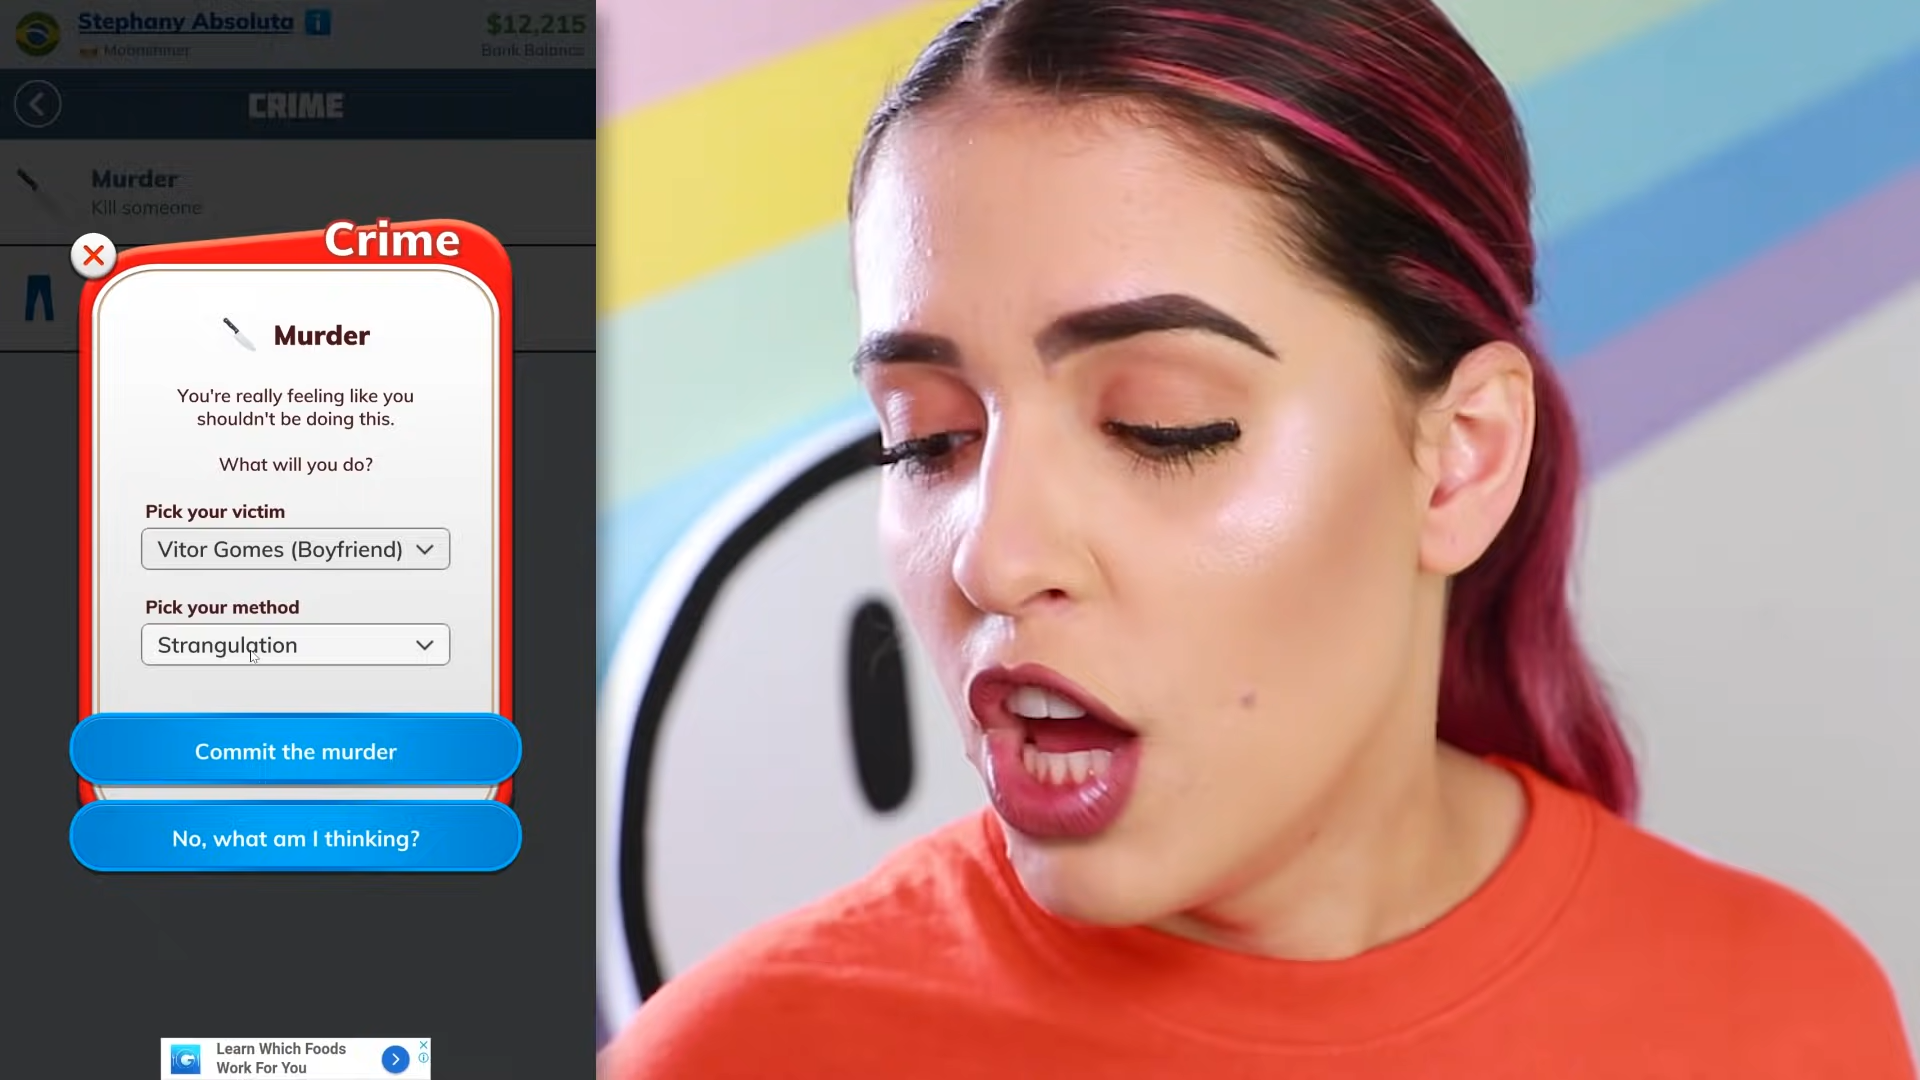 Stephany Absoluta
$12,215
Moonshiner
Bank Balance
CRIME
Murder
Kill someone
Crime
Murder
You're really feeling like you
shouldn't be doing this.
What will you do?
Pick your victim
Vitor Gomes (Boyfriend)
Pick your method
Strangulation
Commit the murder
No, what am I thinking?
Learn Which Foods
Work For You